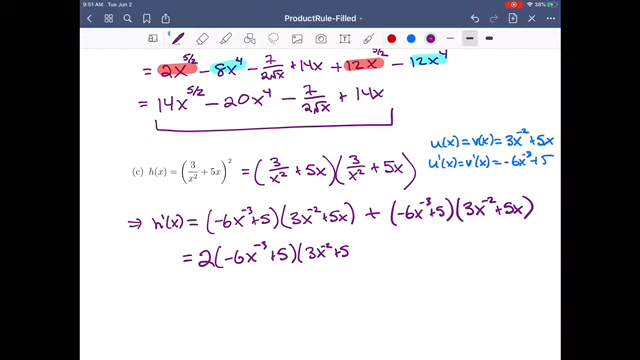 9:51 AM Wed Jun 2
38%
ProductRule-Filled
= 2x^{5/2} - 8x^4 - 7/(2√x) + 14x + 12x^{5/2} - 12x^4
= 14x^{5/2} - 20x^4 - 7/(2√x) + 14x
u(x) = v(x) = 3x^{-2} + 5x
u'(x) = v'(x) = -6x^{-3} + 5
(c) h(x) = (3/x^2 + 5x)^2 = (3/x^2 + 5x)(3/x^2 + 5x)
⇒ h'(x) = (-6x^{-3} + 5)(3x^{-2} + 5x) + (-6x^{-3} + 5)(3x^{-2} + 5x)
= 2(-6x^{-3} + 5)(3x^{-2} + 5